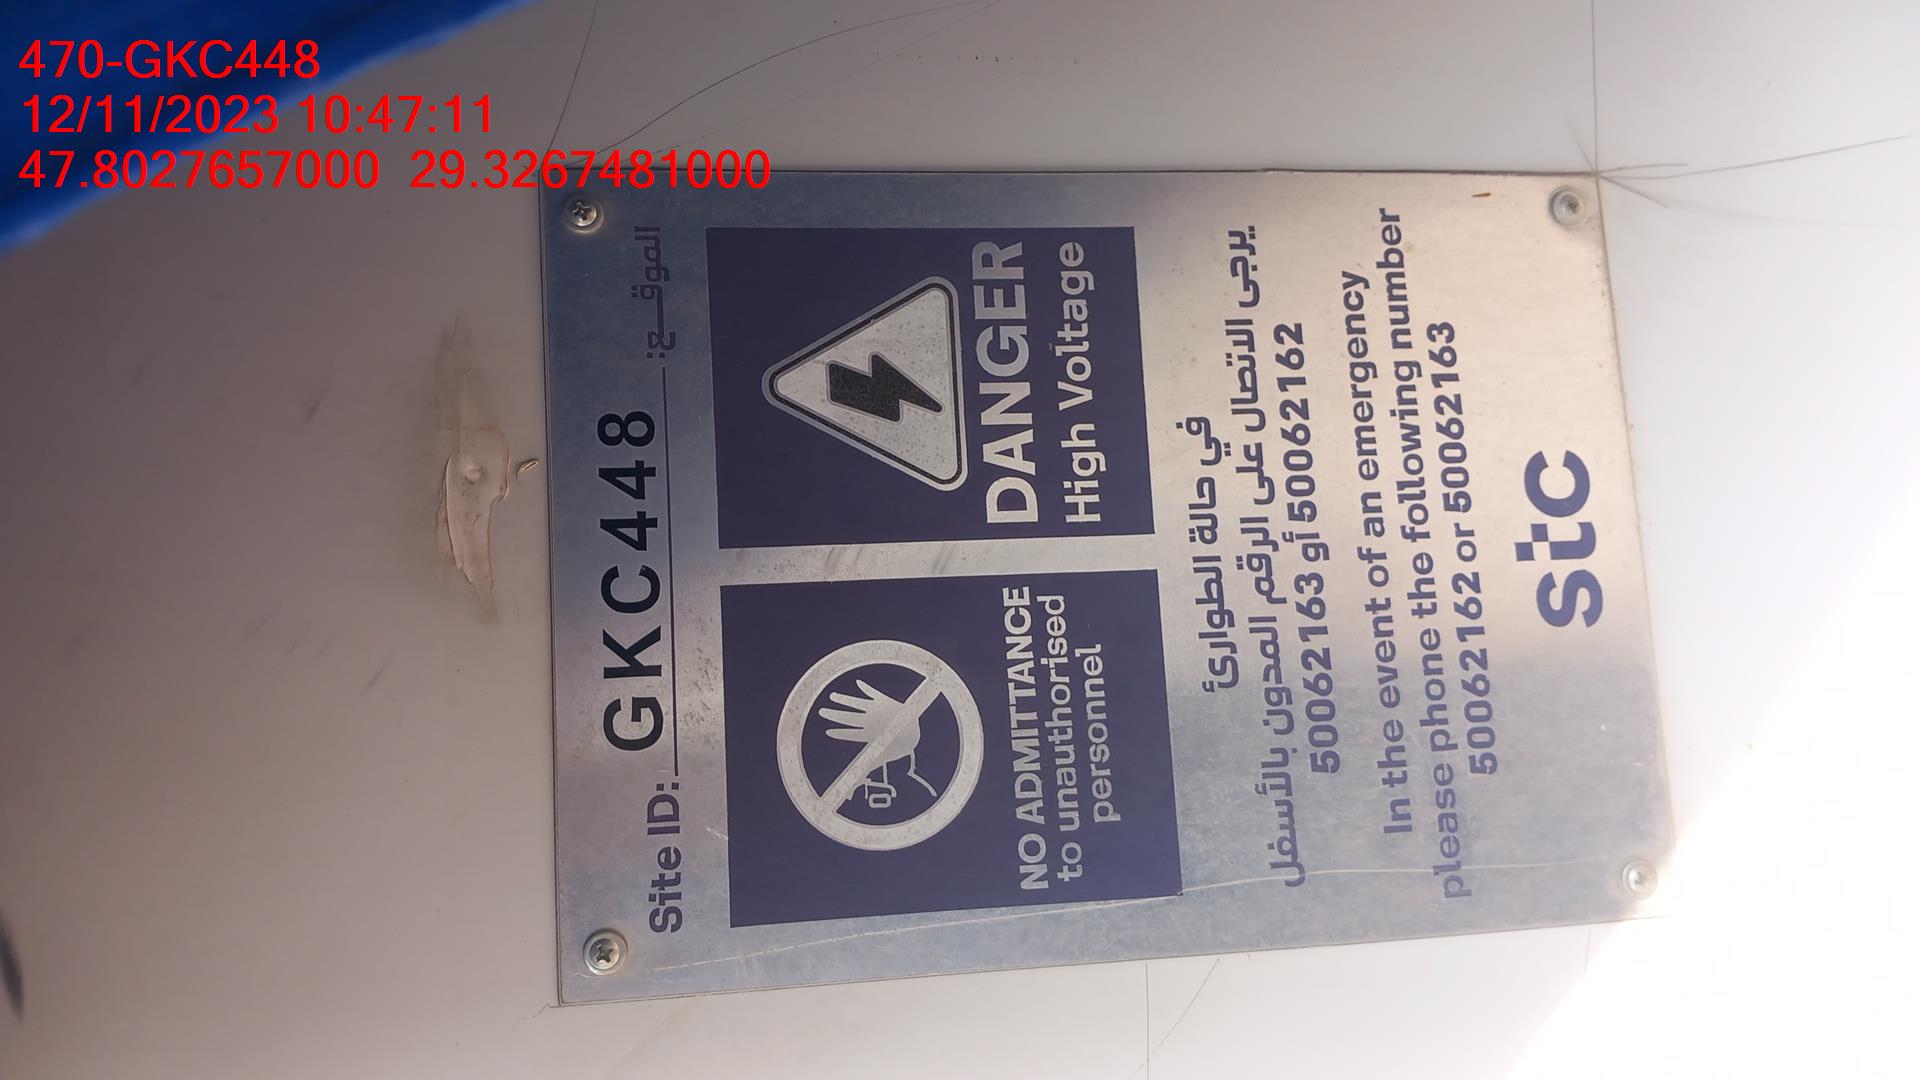 470-GKC448
12/11/2023 10:47:11
47.8027657000 29.3267481000
Site ID: GKC448 الموقـــع:
NO ADMITTANCE
to unauthorised
personnel
DANGER
High Voltage
في حالة الطوارئ
يرجى الاتصال على الرقم المدون بالأسفل
50062163 أو 50062162
In the event of an emergency
please phone the following number
50062162 or 50062163
stc